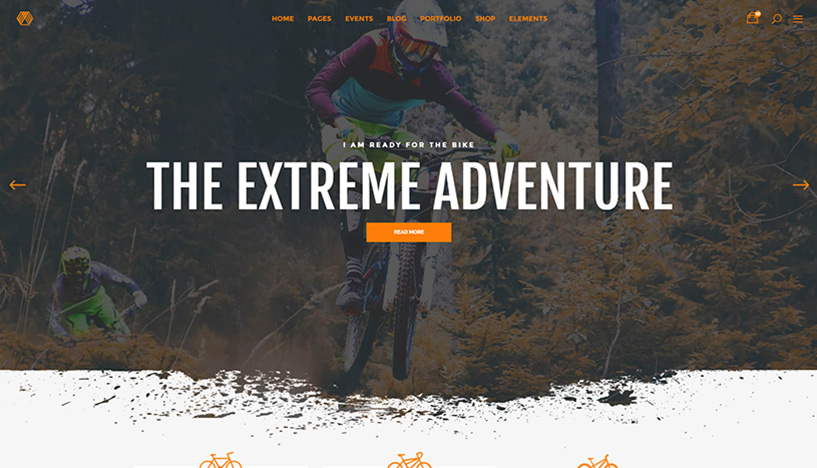 HOME PAGES EVENTS BLOG PORTFOLIO SHOP ELEMENTS
I AM READY FOR THE BIKE
THE EXTREME ADVENTURE
READ MORE